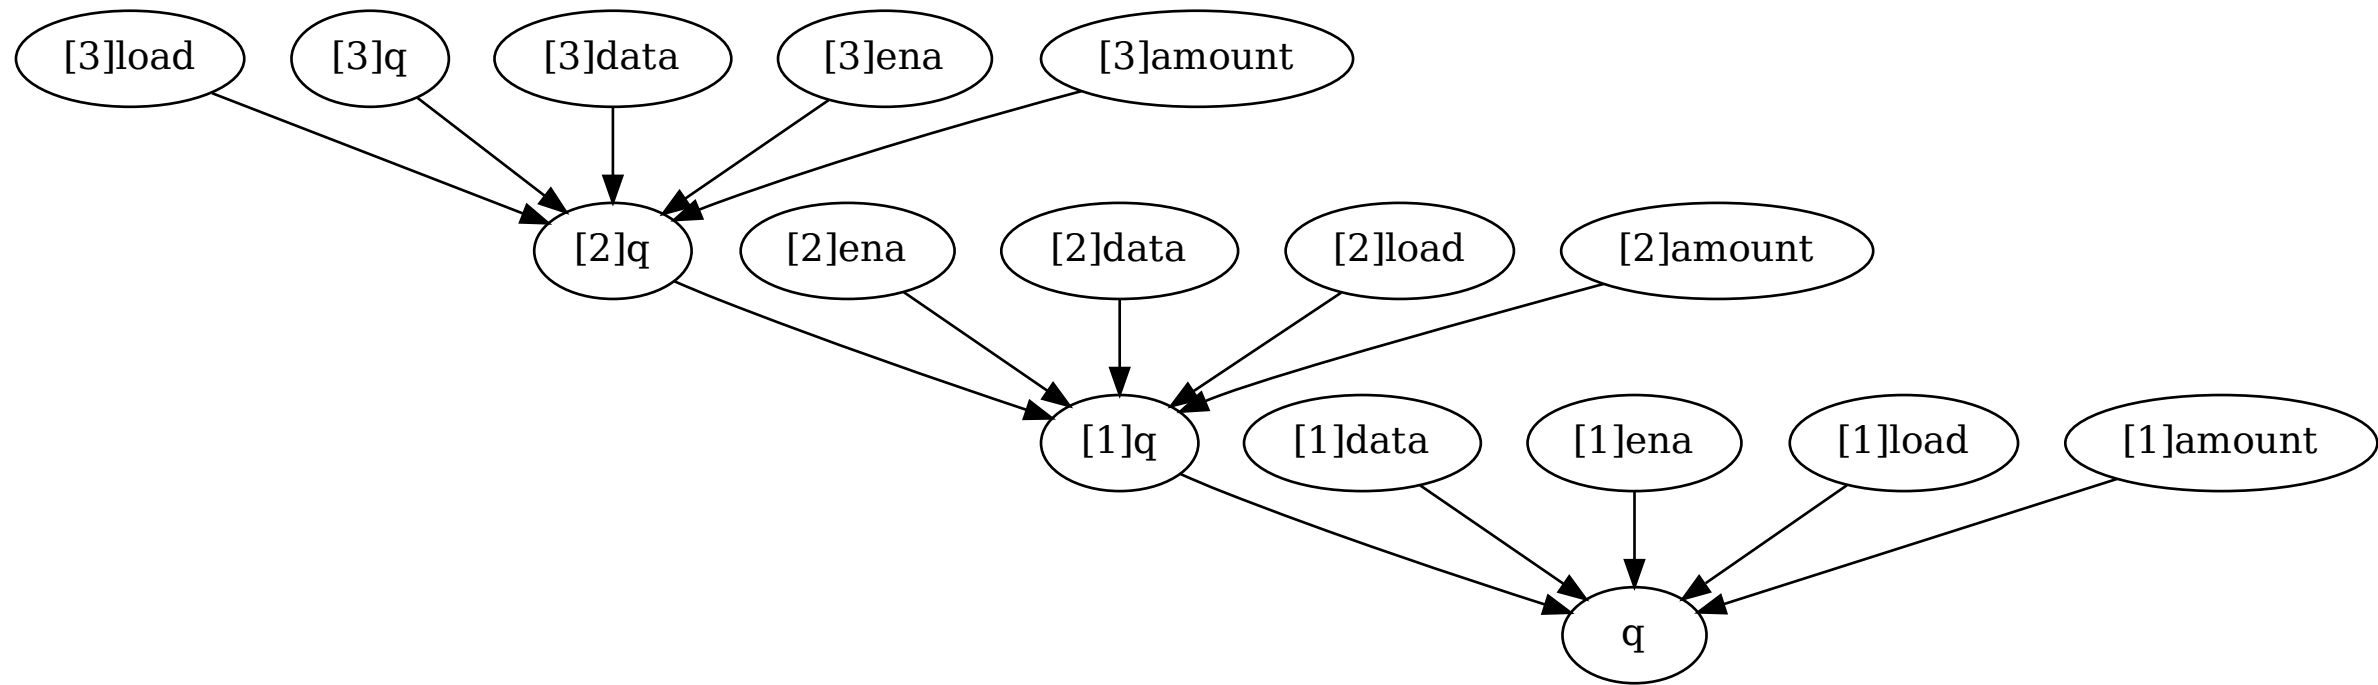 [3]load [3]q [3]data [3]ena [3]amount
[2]q [2]ena [2]data [2]load [2]amount
[1]q [1]data [1]ena [1]load [1]amount
q